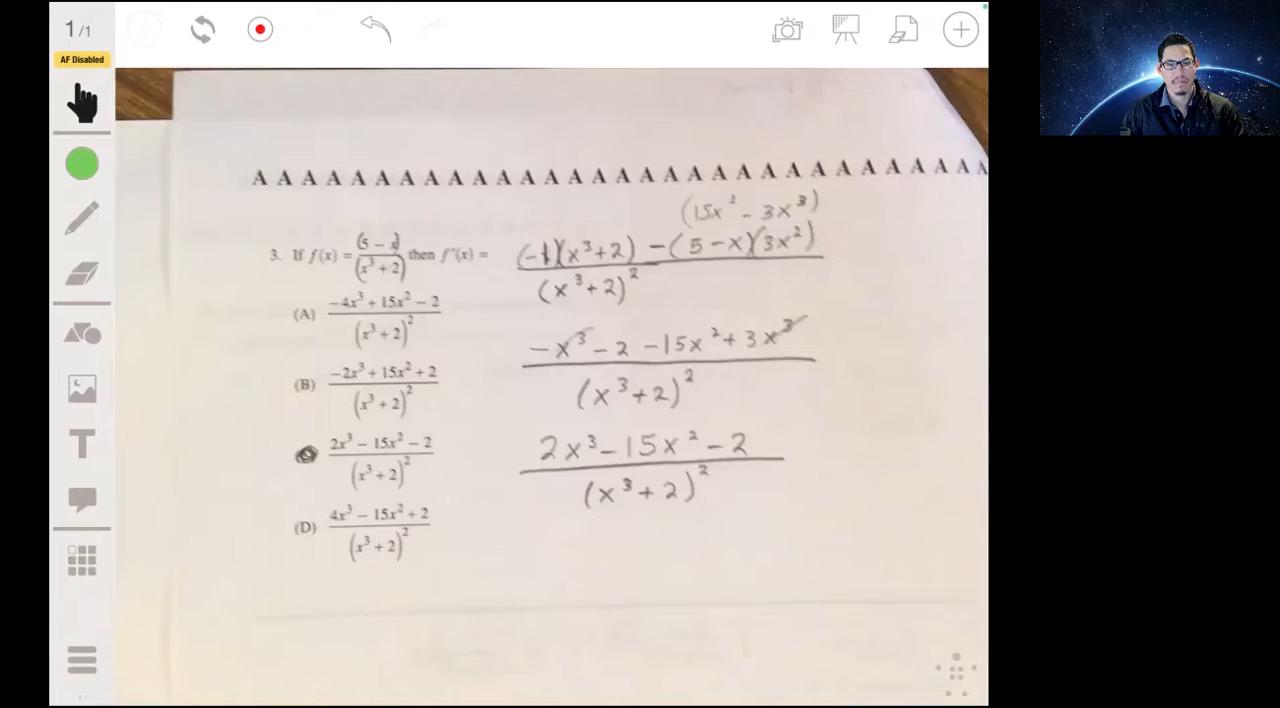 1/1
AF Disabled
A A A A A A A A A A A A A A A A A A A A A A A A A A A A A A A
(15x² - 3x³)
3. If f(x) = (5 - x)/(x³ + 2) then f'(x) = (-1)(x³+2) - (5-x)(3x²)
(x³+2)²
(A) (-4x³ + 15x² - 2)/(x³ + 2)²
-x³ - 2 - 15x² + 3x³
(x³+2)²
(B) (-2x³ + 15x² + 2)/(x³ + 2)²
2x³ - 15x² - 2
(x³+2)²
(2x³ - 15x² - 2)/(x³ + 2)²
(D) (4x³ - 15x² + 2)/(x³ + 2)²
T